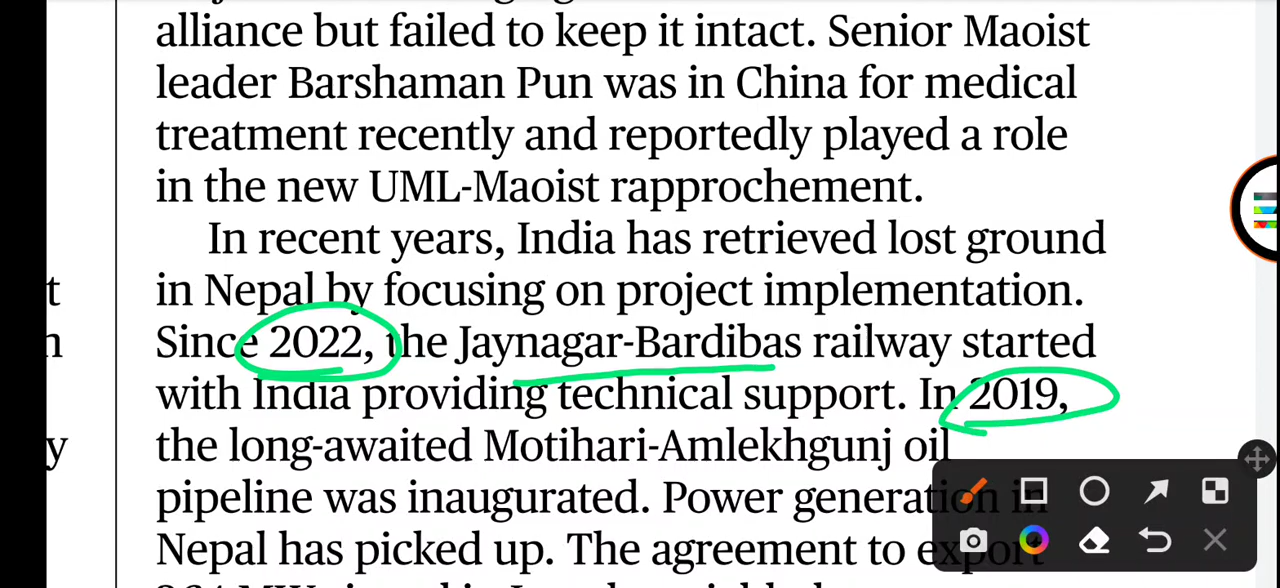 alliance but failed to keep it intact. Senior Maoist
leader Barshaman Pun was in China for medical
treatment recently and reportedly played a role
in the new UML-Maoist rapprochement.
In recent years, India has retrieved lost ground
t in Nepal by focusing on project implementation.
Since 2022, the Jaynagar-Bardibas railway started
with India providing technical support. In 2019,
y the long-awaited Motihari-Amlekhgunj oil
pipeline was inaugurated. Power generation in
Nepal has picked up. The agreement to export